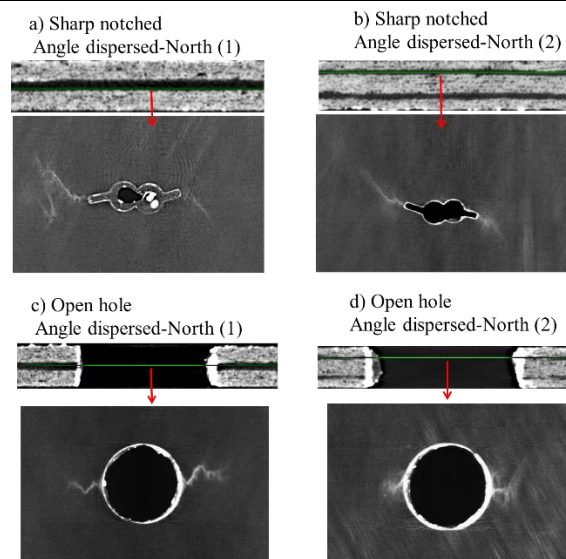 a) Sharp notched
Angle dispersed-North (1)
b) Sharp notched
Angle dispersed-North (2)
c) Open hole
Angle dispersed-North (1)
d) Open hole
Angle dispersed-North (2)